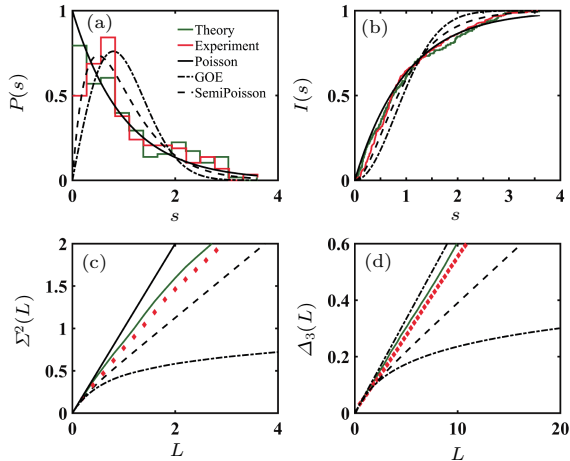 (a)
Theory
Experiment
Poisson
GOE
SemiPoisson
P(s)
1
0.5
0
0 2 4
s
(b)
I(s)
1
0.5
0
0 1 2 3 4
s
(c)
Σ²(L)
2
1.5
1
0.5
0
0 2 4
L
(d)
Δ₃(L)
0.6
0.4
0.2
0
0 10 20
L